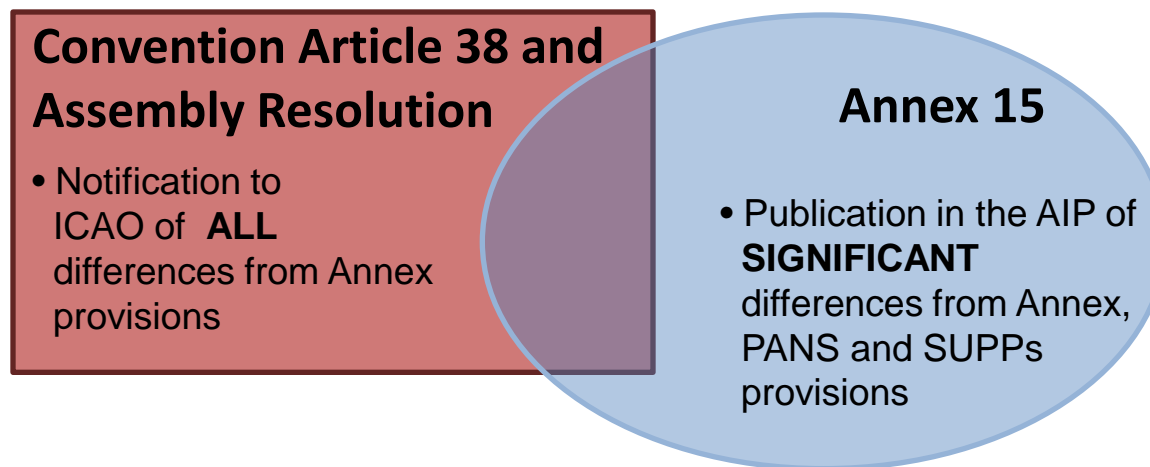 Convention Article 38 and
Assembly Resolution
• Notification to
ICAO of ALL
differences from Annex
provisions
Annex 15
• Publication in the AIP of
SIGNIFICANT
differences from Annex,
PANS and SUPPs
provisions